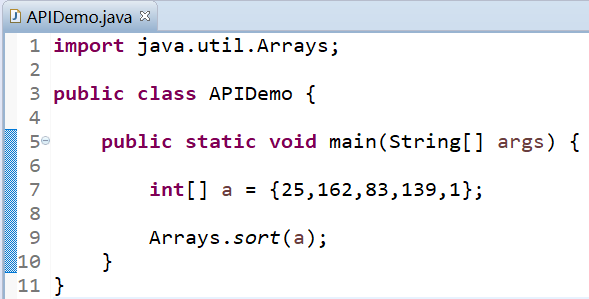 APIDemo.java
1 import java.util.Arrays;
2
3 public class APIDemo {
4
5 public static void main(String[] args) {
6
7 int[] a = {25,162,83,139,1};
8
9 Arrays.sort(a);
10 }
11 }